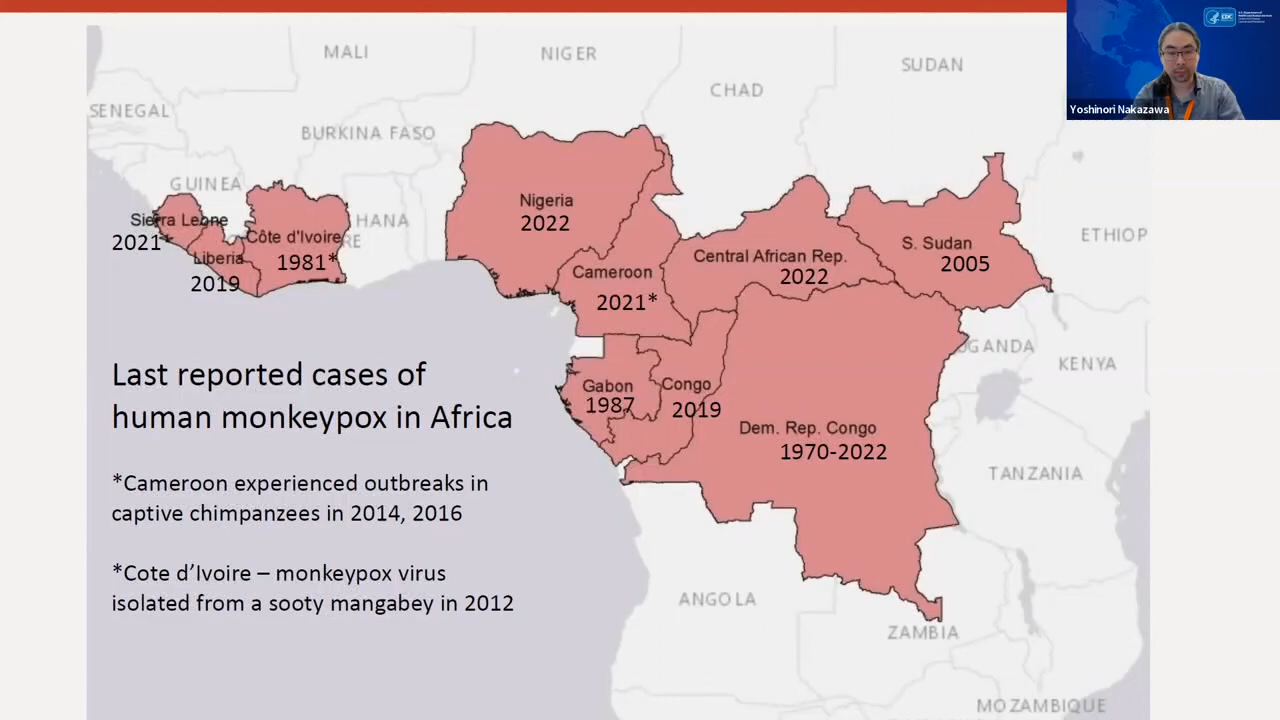 MALI
NIGER
CHAD
SUDAN
SENEGAL
BURKINA FASO
GUINEA
HANA
ETHIOP
Sierra Leone
2021*
Liberia
2019
Côte d'Ivoire
1981*
RE
Nigeria
2022
Cameroon
2021*
Central African Rep.
2022
S. Sudan
2005
UGANDA
KENYA
Gabon
1987
Congo
2019
Dem. Rep. Congo
1970-2022
TANZANIA
ANGOLA
ZAMBIA
MOZAMBIQUE
Last reported cases of
human monkeypox in Africa
*Cameroon experienced outbreaks in
captive chimpanzees in 2014, 2016
*Cote d’Ivoire – monkeypox virus
isolated from a sooty mangabey in 2012
CDC
Yoshinori Nakazawa